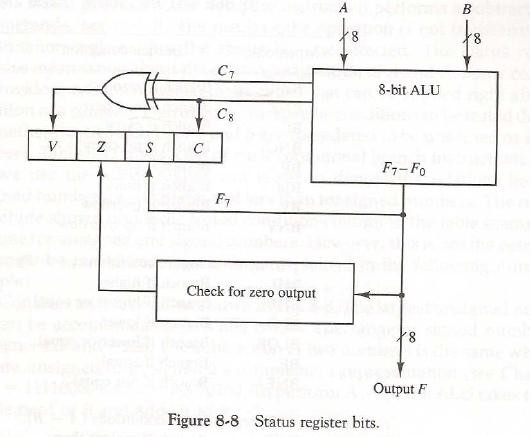 A
B
8
8
C7
8-bit ALU
C8
V Z S C
F7–F0
F7
Check for zero output
8
Output F
Figure 8-8 Status register bits.